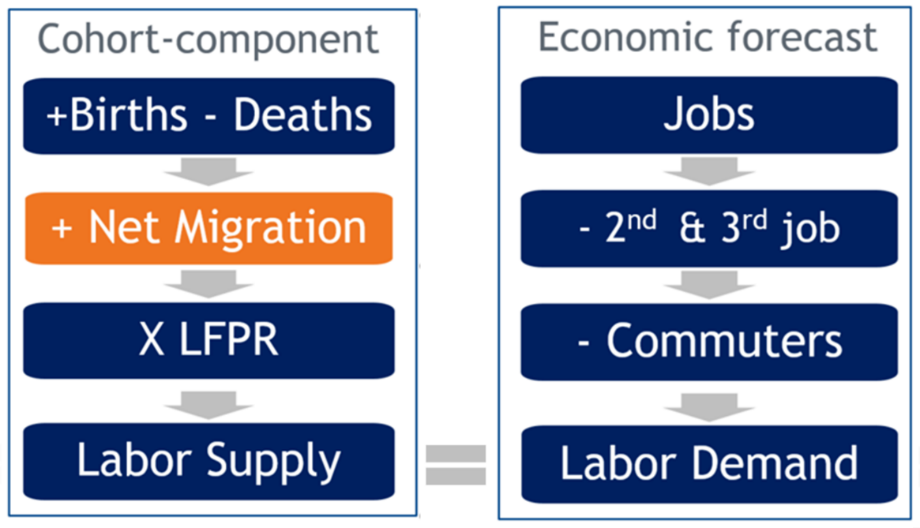 Cohort-component
+Births - Deaths
+ Net Migration
X LFPR
Labor Supply
=
Economic forecast
Jobs
- 2nd & 3rd job
- Commuters
Labor Demand